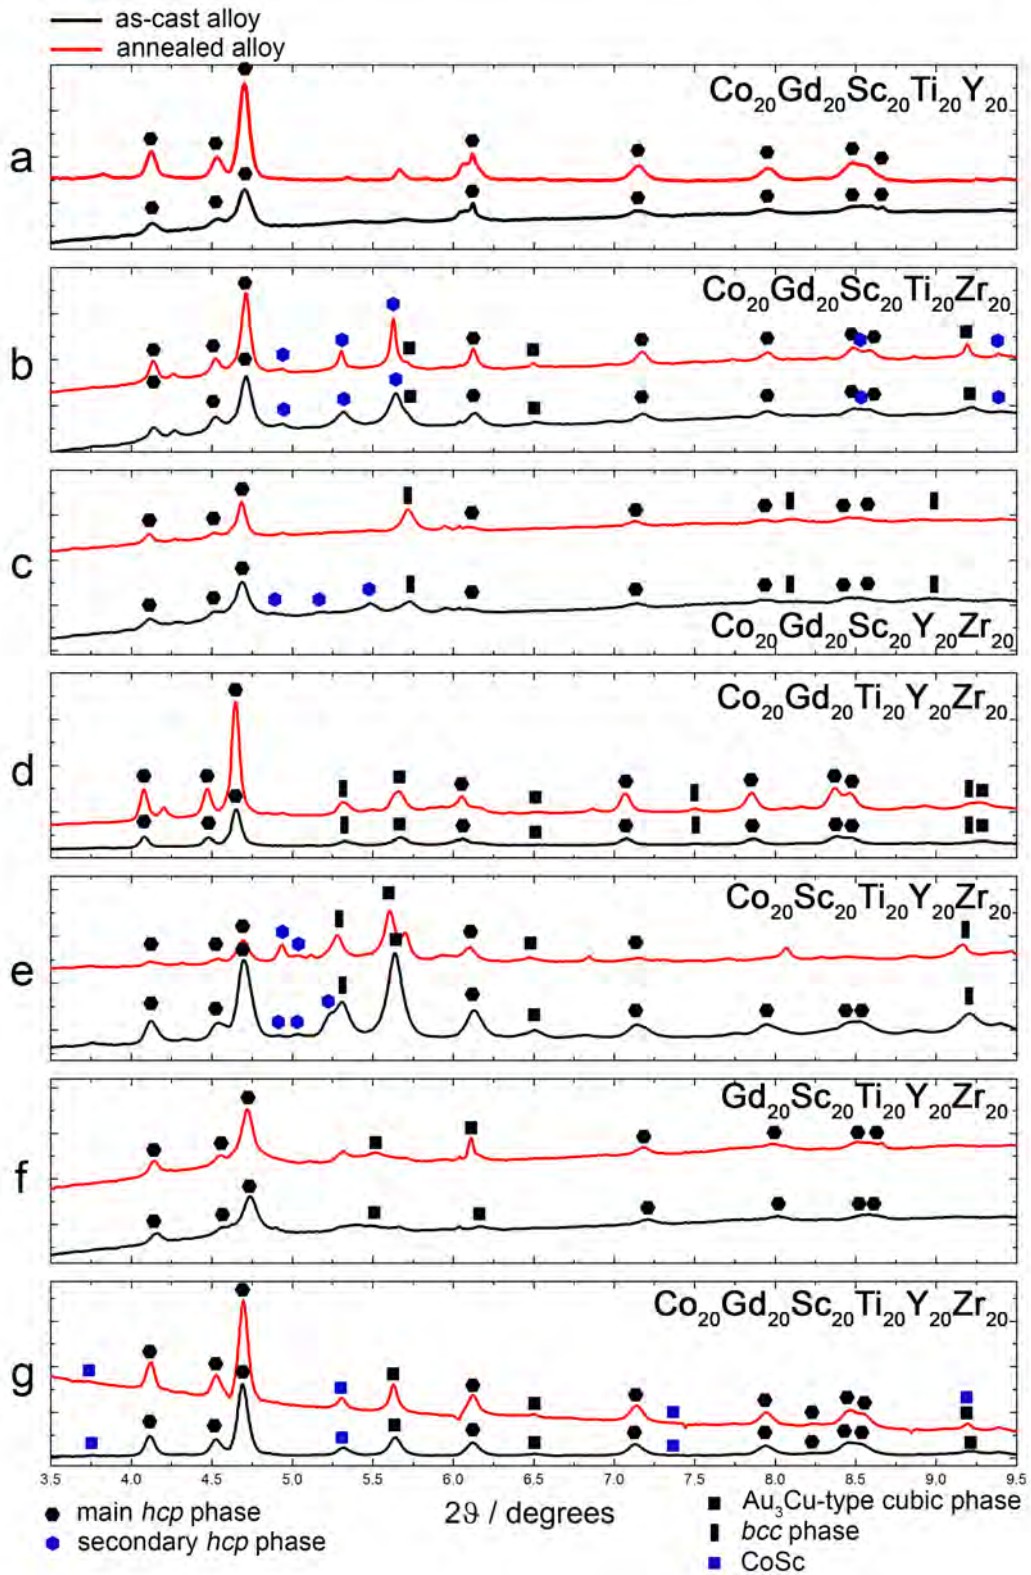 as-cast alloy
annealed alloy
a
Co₂₀Gd₂₀Sc₂₀Ti₂₀Y₂₀
b
Co₂₀Gd₂₀Sc₂₀Ti₂₀Zr₂₀
c
Co₂₀Gd₂₀Sc₂₀Y₂₀Zr₂₀
d
Co₂₀Gd₂₀Ti₂₀Y₂₀Zr₂₀
e
Co₂₀Sc₂₀Ti₂₀Y₂₀Zr₂₀
f
Gd₂₀Sc₂₀Ti₂₀Y₂₀Zr₂₀
g
Co₂₀Gd₂₀Sc₂₀Ti₂₀Y₂₀Zr₂₀
3.5 4.0 4.5 5.0 5.5 6.0 6.5 7.0 7.5 8.0 8.5 9.0 9.5
2ϑ / degrees
main hcp phase
secondary hcp phase
Au₃Cu-type cubic phase
bcc phase
CoSc